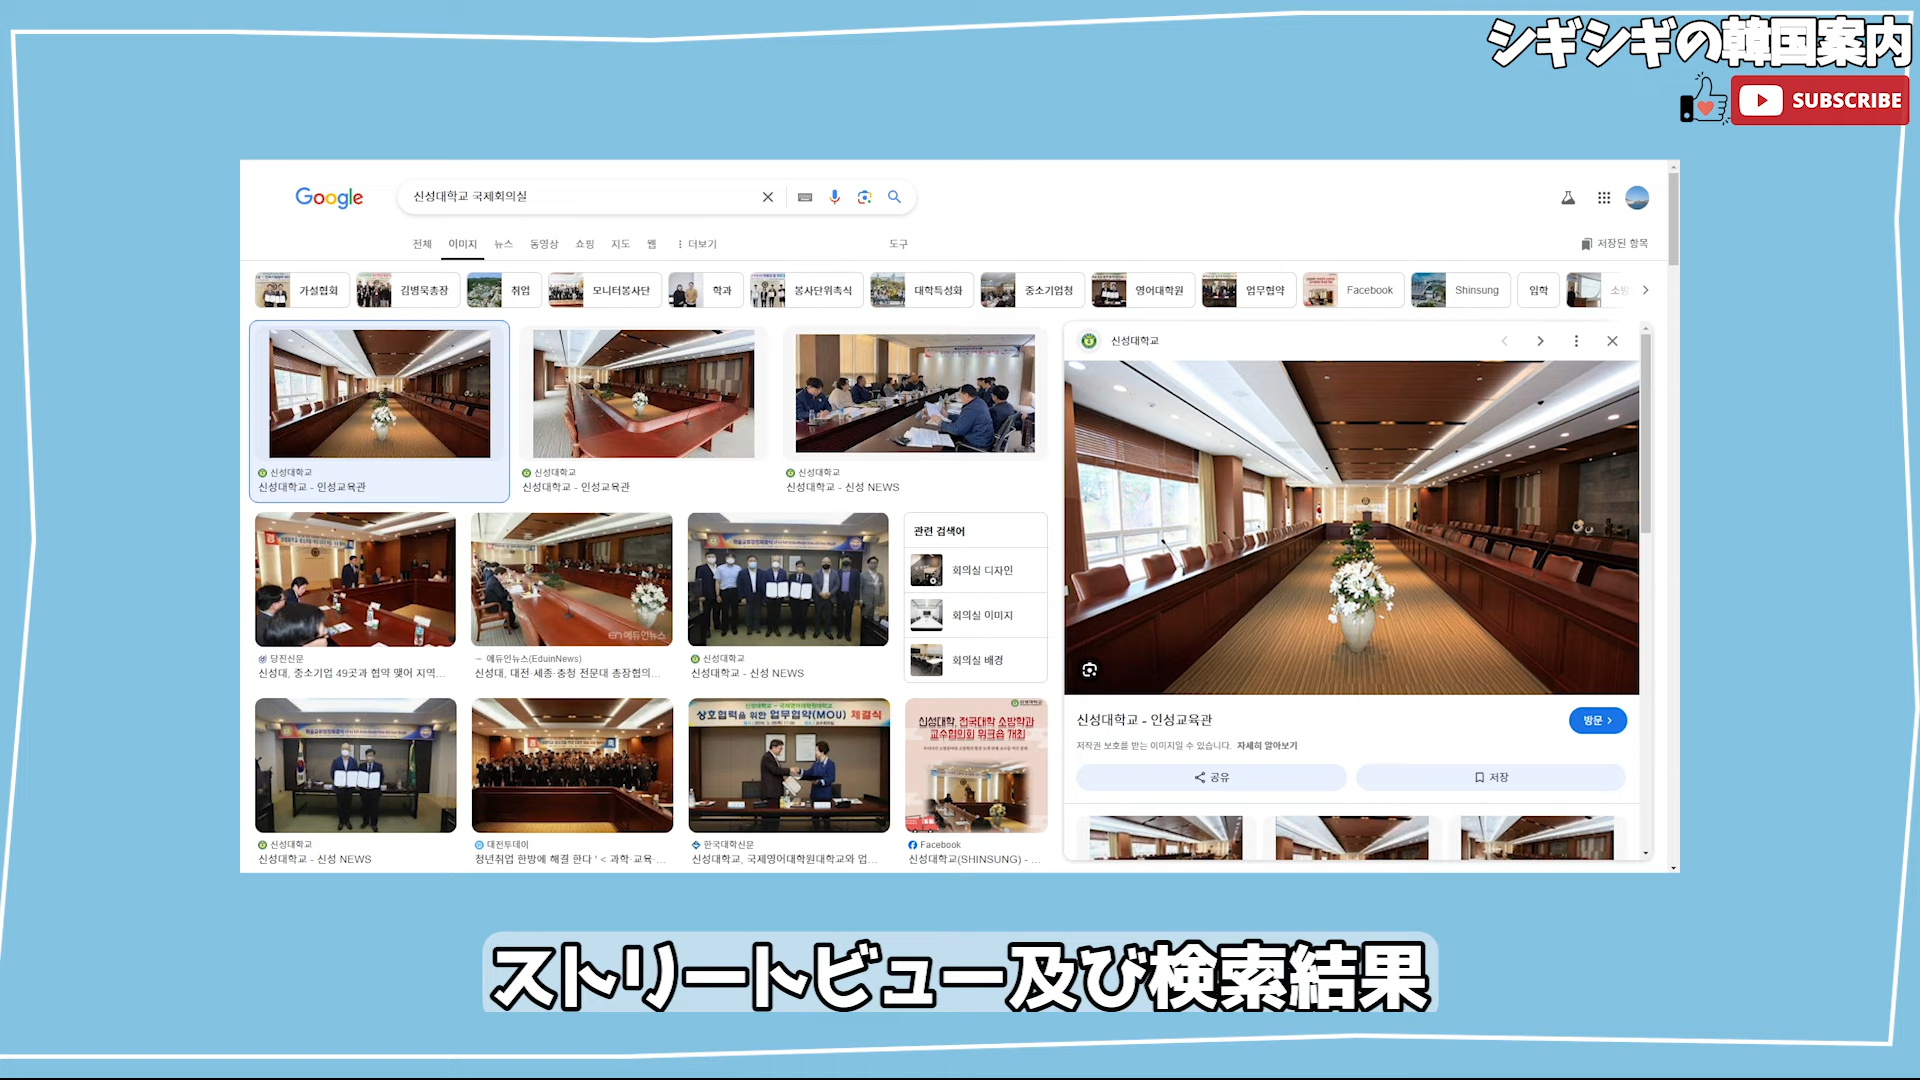 シギシギの韓国案内
SUBSCRIBE
Google
신성대학교 국제회의실
전체 이미지 뉴스 동영상 쇼핑 지도 웹 더보기 도구
저장된 항목
가설협회 김병욱총장 취업 모니터봉사단 학과 봉사단위촉식 대학특성화 중소기업청 영어대학원 업무협약 Facebook Shinsung 입학
신성대학교
신성대학교 - 인성교육관
신성대학교
신성대학교 - 인성교육관
신성대학교
신성대학교 - 신성 NEWS
신성대학교
당진신문
신성대, 중소기업 49곳과 협약 맺어 지역...
에듀인뉴스
에듀인뉴스(EduinNews)
신성대, 대전·세종·충청 전문대 총장협의...
신성대학교
신성대학교 - 신성 NEWS
관련 검색어
회의실 디자인
회의실 이미지
회의실 배경
신성대학교 - 인성교육관
방문
저작권 보호를 받는 이미지일 수 있습니다. 자세히 알아보기
공유
저장
신성대학교
신성대학교 - 신성 NEWS
대전투데이
청년취업 한방에 해결 한다 ' < 과학·교육·...
상호협력을 위한 업무협약(MOU) 체결식
한국대학신문
신성대학교, 국제영어대학원대학교와 업...
신성대학, 전국대학 소방학과
교수협의회 워크숍 개최
Facebook
신성대학교(SHINSUNG) - ...
ストリートビュー及び検索結果